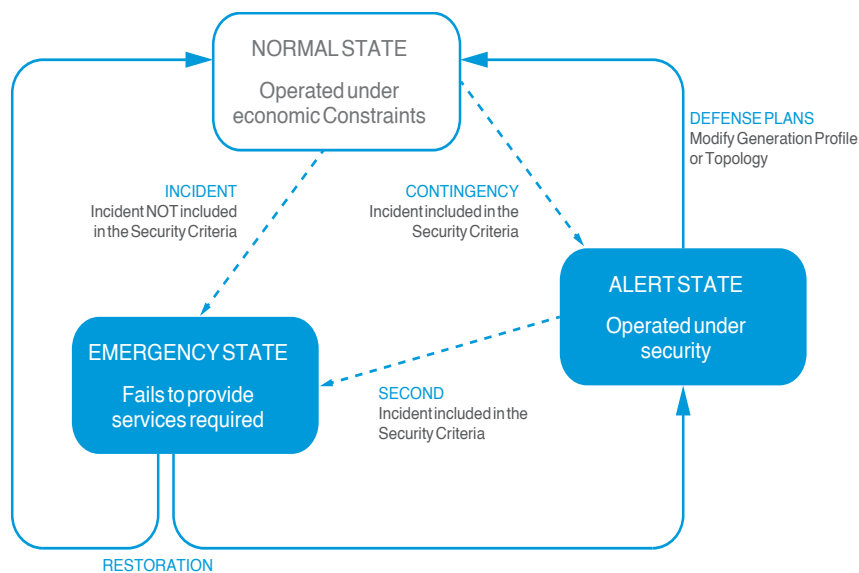 NORMAL STATE
Operated under
economic Constraints
DEFENSE PLANS
Modify Generation Profile
or Topology
INCIDENT
Incident NOT included
in the Security Criteria
CONTINGENCY
Incident included in the
Security Criteria
ALERT STATE
Operated under
security
EMERGENCY STATE
Fails to provide
services required
SECOND
Incident included in the
Security Criteria
RESTORATION